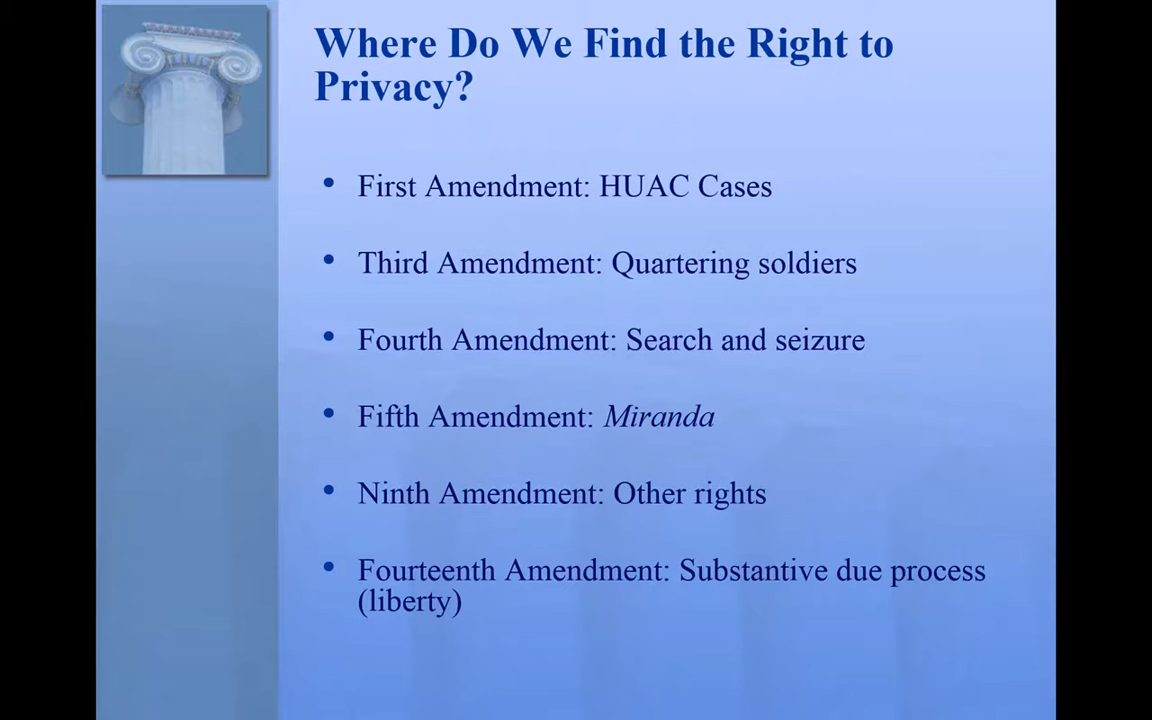 Where Do We Find the Right to
Privacy?
• First Amendment: HUAC Cases
• Third Amendment: Quartering soldiers
• Fourth Amendment: Search and seizure
• Fifth Amendment: Miranda
• Ninth Amendment: Other rights
• Fourteenth Amendment: Substantive due process
(liberty)